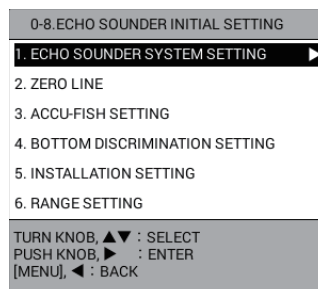 0-8.ECHO SOUNDER INITIAL SETTING
1. ECHO SOUNDER SYSTEM SETTING ▶
2. ZERO LINE
3. ACCU-FISH SETTING
4. BOTTOM DISCRIMINATION SETTING
5. INSTALLATION SETTING
6. RANGE SETTING
TURN KNOB, ▲▼ : SELECT
PUSH KNOB, ▶ : ENTER
[MENU], ◀ : BACK